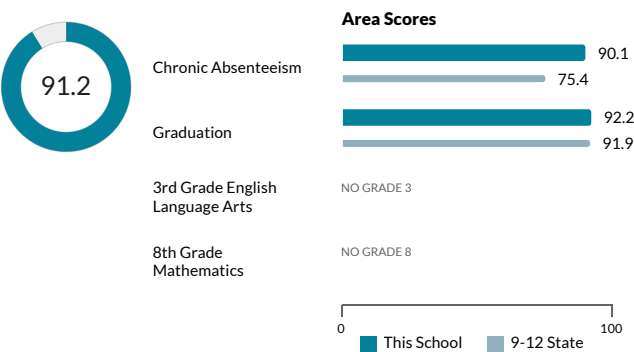 Area Scores
91.2
Chronic Absenteeism
90.1
75.4
Graduation
92.2
91.9
3rd Grade English
Language Arts
NO GRADE 3
8th Grade
Mathematics
NO GRADE 8
0
100
This School
9-12 State